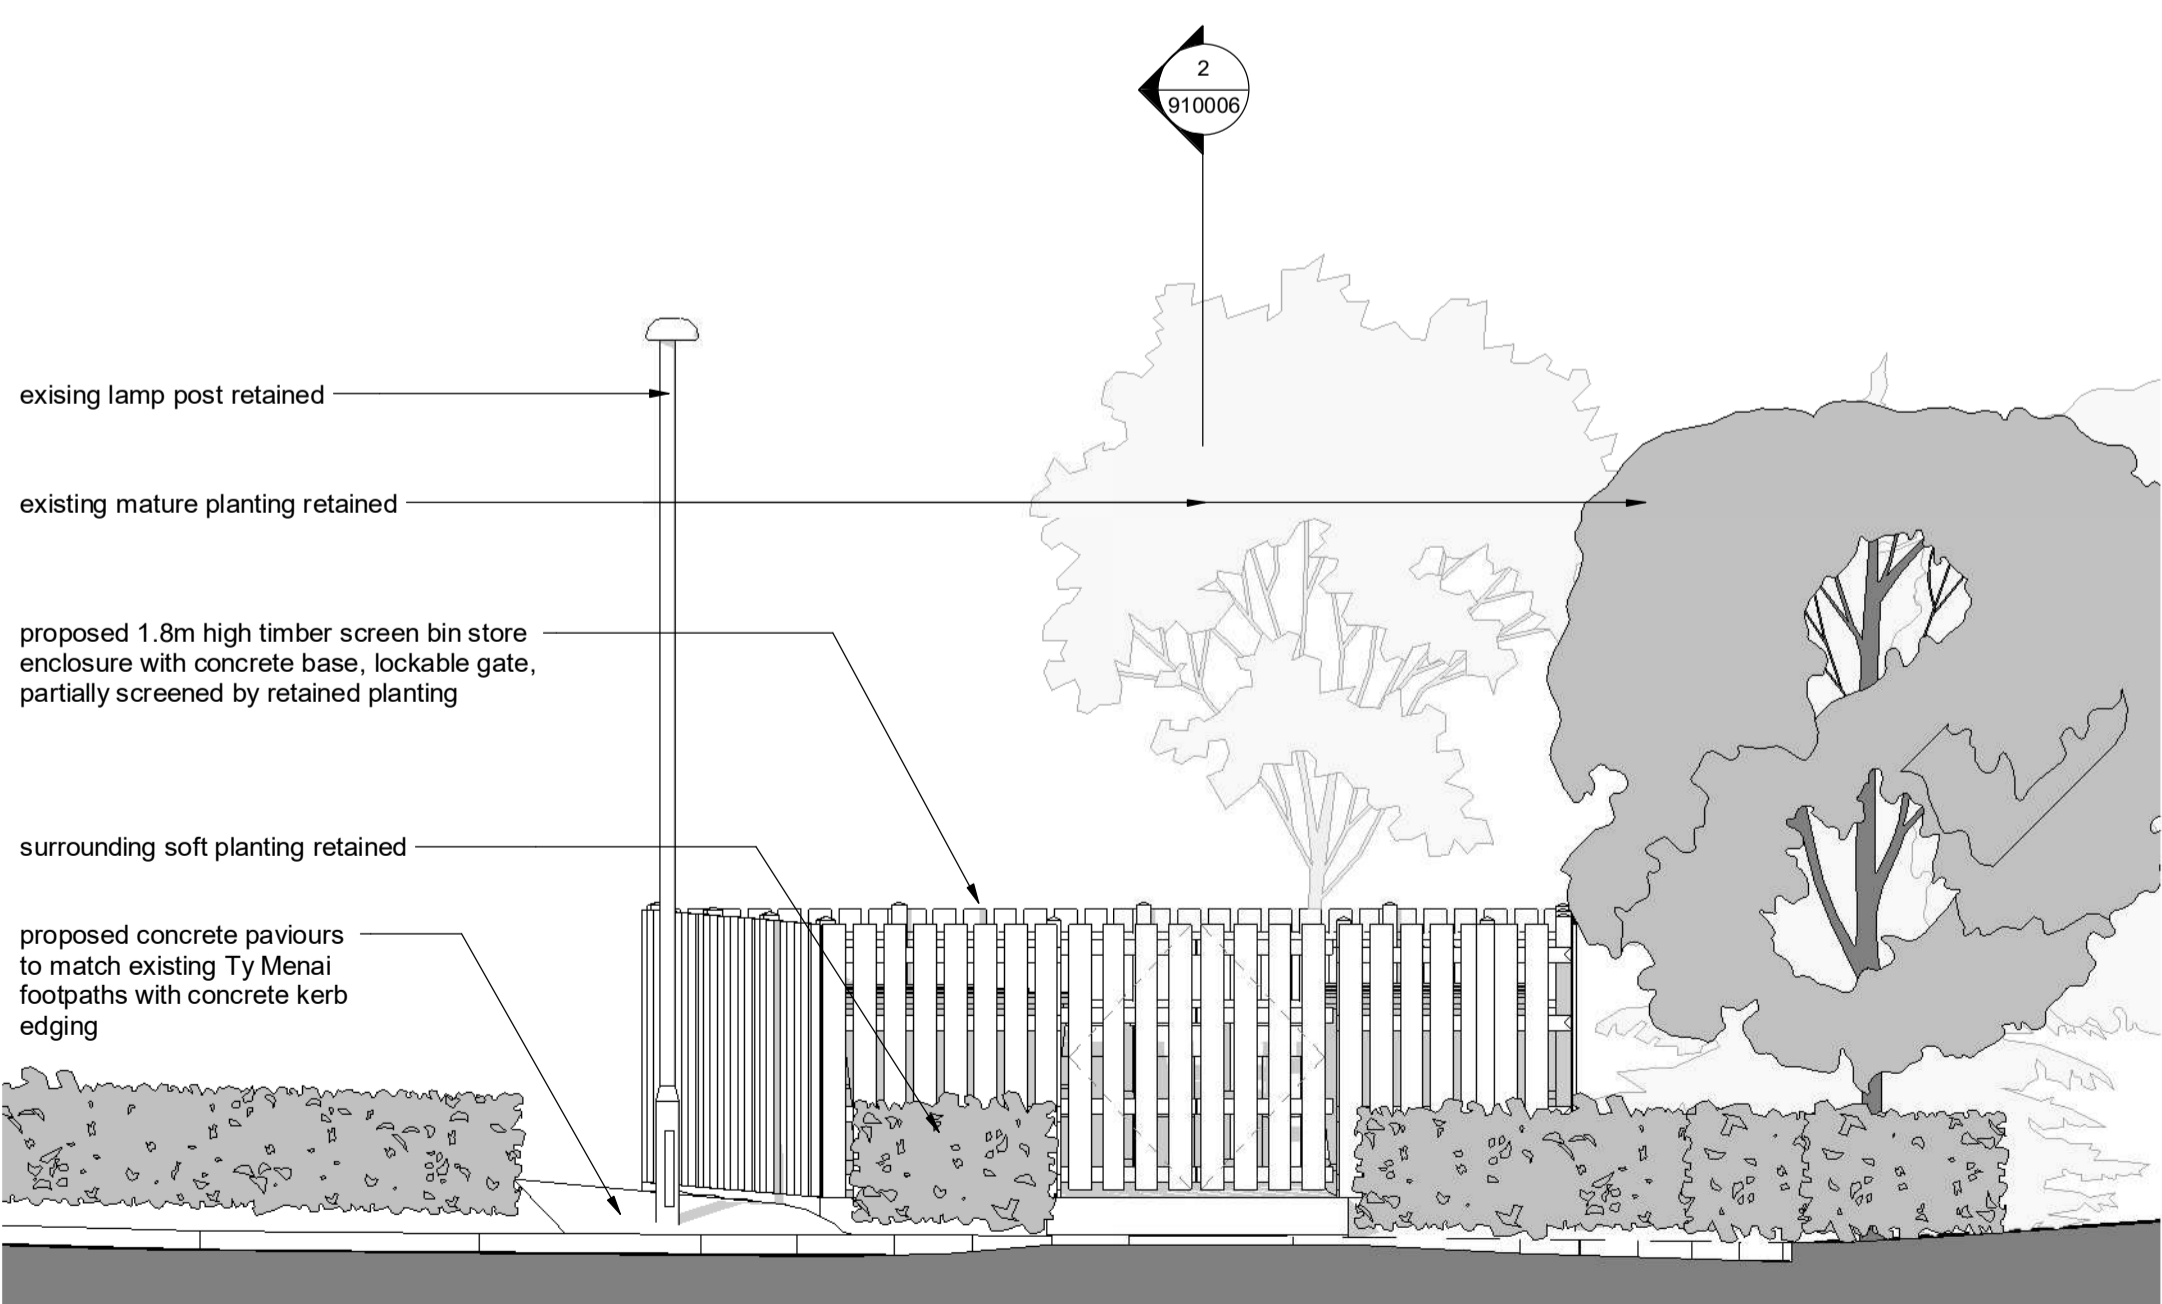 2
910006
exising lamp post retained
existing mature planting retained
proposed 1.8m high timber screen bin store
enclosure with concrete base, lockable gate,
partially screened by retained planting
surrounding soft planting retained
proposed concrete paviours
to match existing Ty Menai
footpaths with concrete kerb
edging